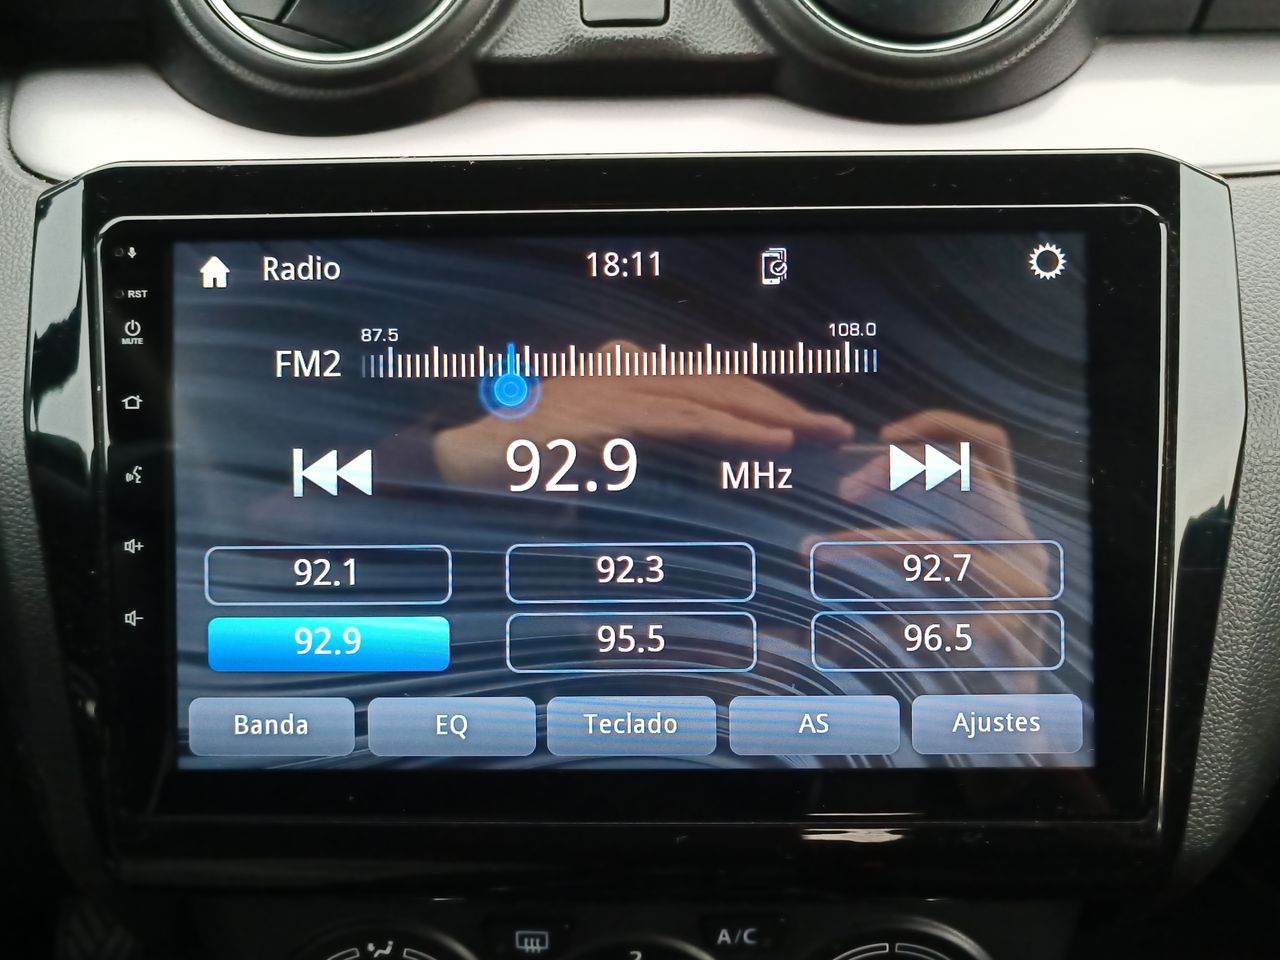 Radio 18:11
RST
MUTE
87.5 108.0
FM2
92.9 MHz
92.1 92.3 92.7
92.9 95.5 96.5
Banda EQ Teclado AS Ajustes
A/C